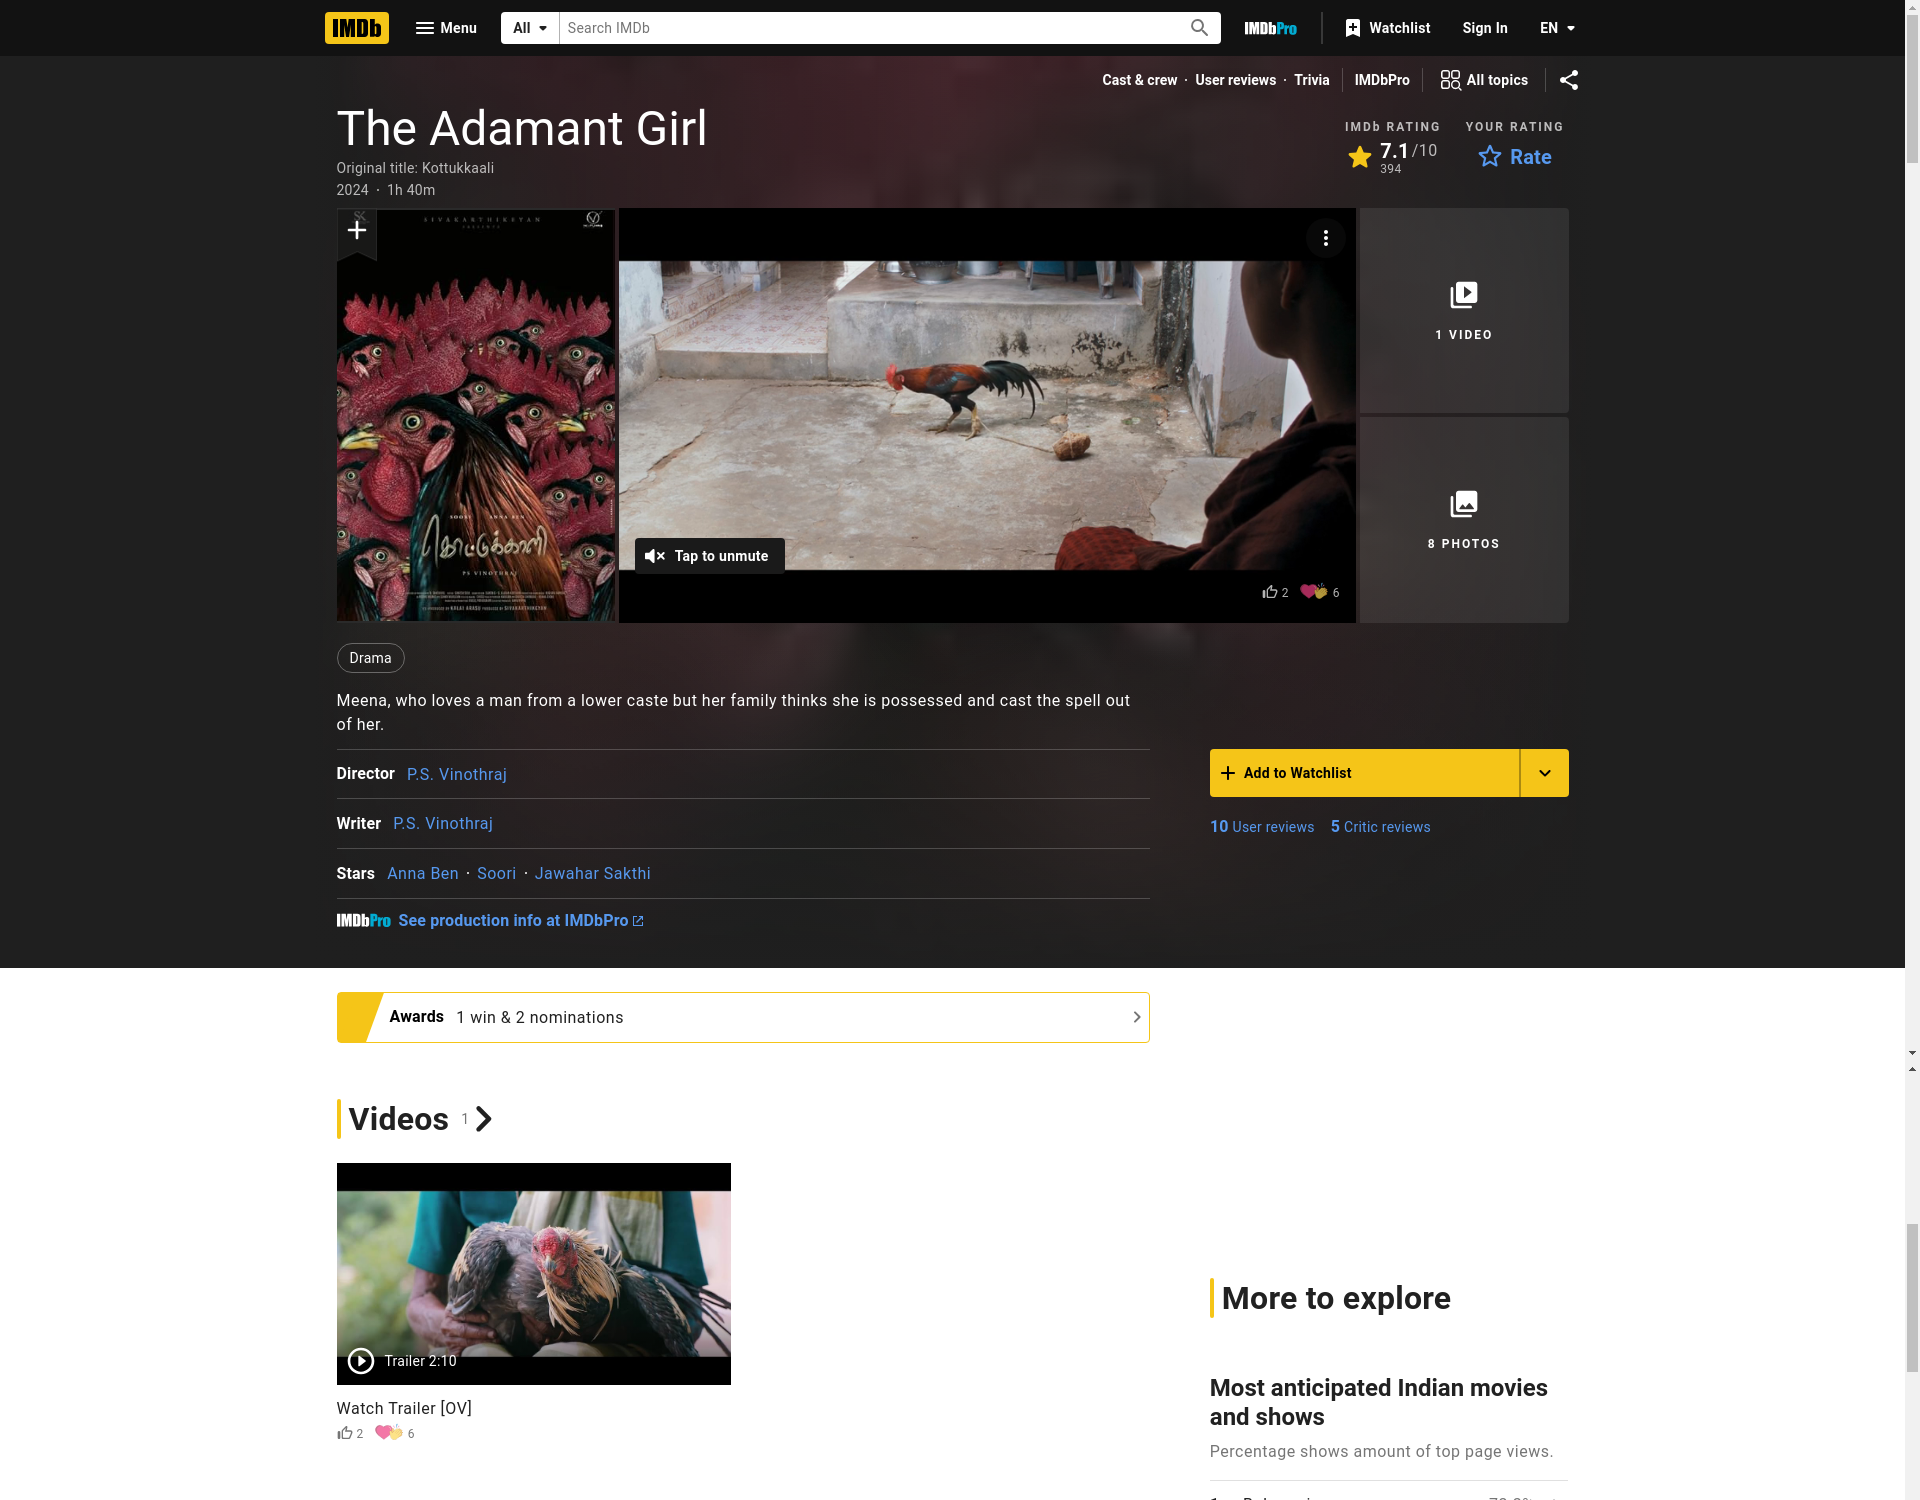 IMDb
Menu
All
Search IMDb
IMDbPro
Watchlist
Sign In
EN
Cast & crew · User reviews · Trivia
IMDbPro
All topics
The Adamant Girl
Original title: Kottukkaali
2024 · 1h 40m
IMDb RATING
7.1/10
394
YOUR RATING
Rate
SIVAKARTHIKEYAN
PRESENTS
SOORI ANNA BEN
கொட்டுக்காளி
PS VINOTHRAJ
Tap to unmute
2
6
1 VIDEO
8 PHOTOS
Drama
Meena, who loves a man from a lower caste but her family thinks she is possessed and cast the spell out
of her.
Director P.S. Vinothraj
Writer P.S. Vinothraj
Stars Anna Ben · Soori · Jawahar Sakthi
IMDbPro See production info at IMDbPro
Add to Watchlist
10 User reviews 5 Critic reviews
Awards 1 win & 2 nominations
Videos 1
Trailer 2:10
Watch Trailer [OV]
2
6
More to explore
Most anticipated Indian movies
and shows
Percentage shows amount of top page views.